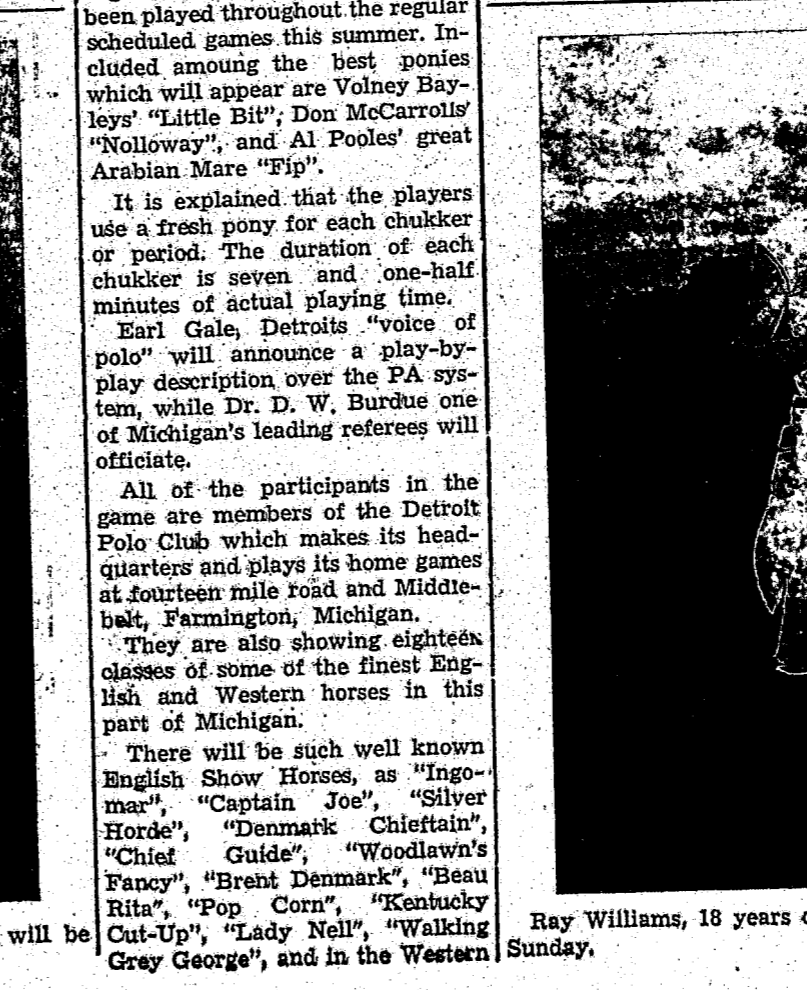 been played throughout the regular
scheduled games this summer. In-
cluded amoung the best ponies
which will appear are Volney Bay-
leys' "Little Bit"; Don McCarrolls'
"Nolloway", and Al Pooles' great
Arabian Mare "Fip".
It is explained that the players
use a fresh pony for each chukker
or period. The duration of each
chukker is seven and one-half
minutes of actual playing time.
Earl Gale, Detroits "voice of
polo" will announce a play-by-
play description over the PA sys-
tem, while Dr. D. W. Burdue one
of Michigan's leading referees will
officiate.
All of the participants in the
game are members of the Detroit
Polo Club which makes its head-
quarters and plays its home games
at fourteen mile road and Middle-
belt, Farmington, Michigan.
They are also showing eighteen
classes of some of the finest Eng-
lish and Western horses in this
part of Michigan.
There will be such well known
English Show Horses, as "Ingo-
mar", "Captain Joe", "Silver
Horde", "Denmark Chieftain",
"Chief Guide", "Woodlawn's
Fancy", "Brent Denmark", "Beau
Rita", "Pop Corn", "Kentucky
Cut-Up", "Lady Nell", "Walking
Grey George", and in the Western
will be
Ray Williams, 18 years
Sunday.